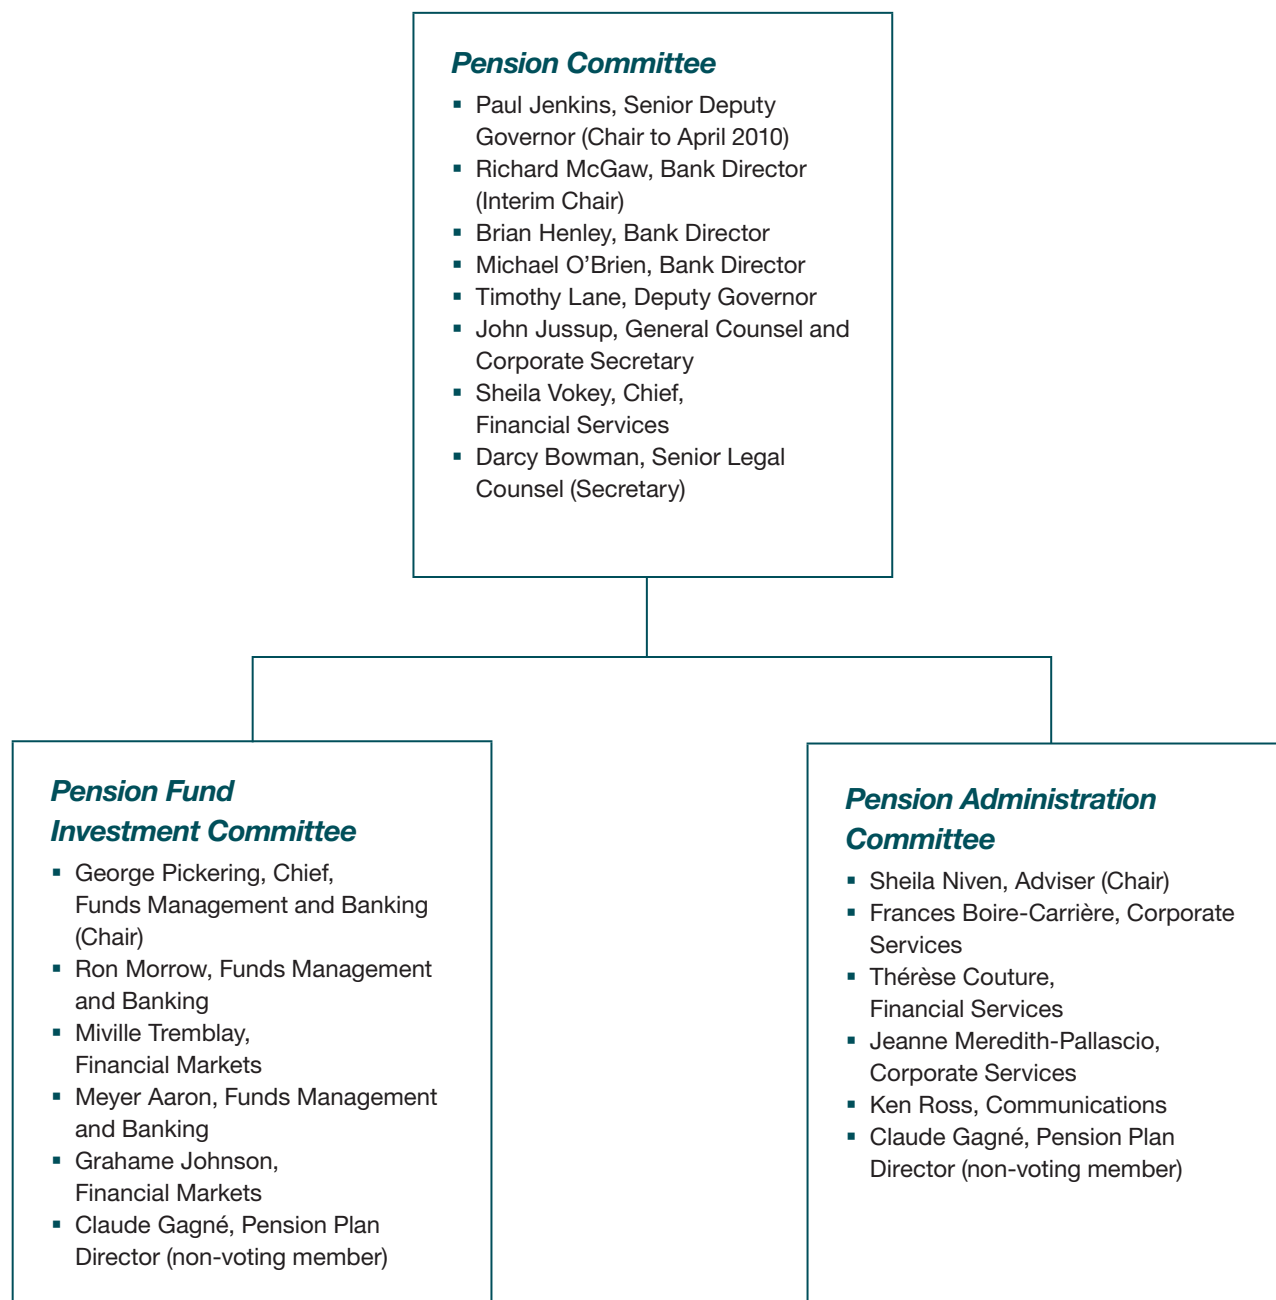 Pension Committee
▪ Paul Jenkins, Senior Deputy
Governor (Chair to April 2010)
▪ Richard McGaw, Bank Director
(Interim Chair)
▪ Brian Henley, Bank Director
▪ Michael O’Brien, Bank Director
▪ Timothy Lane, Deputy Governor
▪ John Jussup, General Counsel and
Corporate Secretary
▪ Sheila Vokey, Chief,
Financial Services
▪ Darcy Bowman, Senior Legal
Counsel (Secretary)
Pension Fund
Investment Committee
▪ George Pickering, Chief,
Funds Management and Banking
(Chair)
▪ Ron Morrow, Funds Management
and Banking
▪ Miville Tremblay,
Financial Markets
▪ Meyer Aaron, Funds Management
and Banking
▪ Grahame Johnson,
Financial Markets
▪ Claude Gagné, Pension Plan
Director (non-voting member)
Pension Administration
Committee
▪ Sheila Niven, Adviser (Chair)
▪ Frances Boire-Carrière, Corporate
Services
▪ Thérèse Couture,
Financial Services
▪ Jeanne Meredith-Pallascio,
Corporate Services
▪ Ken Ross, Communications
▪ Claude Gagné, Pension Plan
Director (non-voting member)